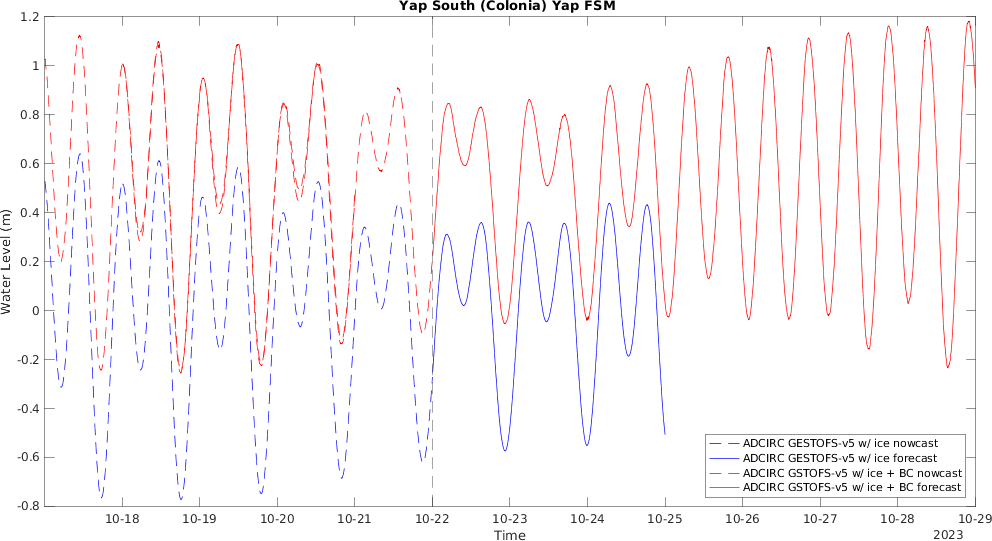 Yap South (Colonia) Yap FSM
1.2
1
0.8
0.6
0.4
0.2
0
-0.2
-0.4
-0.6
-0.8
Water Level (m)
10-18 10-19 10-20 10-21 10-22 10-23 10-24 10-25 10-26 10-27 10-28 10-29
Time
2023
ADCIRC GESTOFS-v5 w/ ice nowcast
ADCIRC GESTOFS-v5 w/ ice forecast
ADCIRC GSTOFS-v5 w/ ice + BC nowcast
ADCIRC GSTOFS-v5 w/ ice + BC forecast